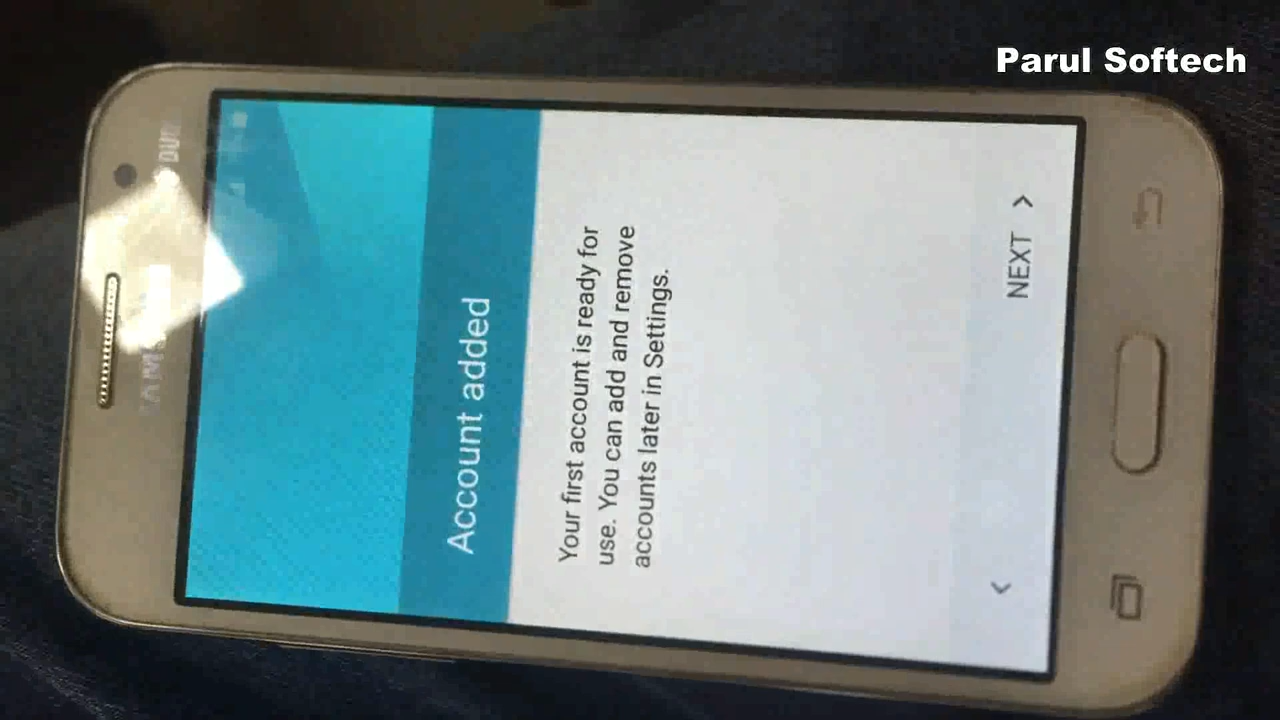 Parul Softech
SAMSUNG
DUOS
Account added
Your first account is ready for
use. You can add and remove
accounts later in Settings.
NEXT